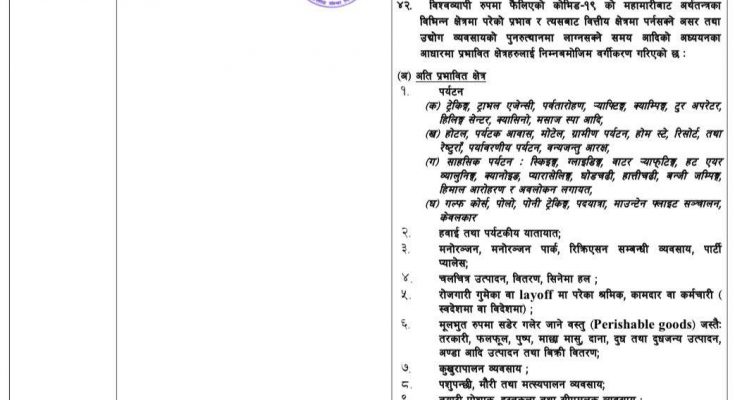 ४२. विश्वव्यापी रुपमा फैलिएको कोभिड-१९ को महामारीबाट अर्थतन्त्रका
विभिन्न क्षेत्रमा परेको प्रभाव र त्यसबाट वित्तीय क्षेत्रमा पर्नसक्ने असर तथा
उद्योग व्यवसायको पुनरुत्थानमा लाग्नसक्ने समय आदिको अध्ययनका
आधारमा प्रभावित क्षेत्रहरुलाई निम्नबमोजिम वर्गीकरण गरिएको छ :
(अ) अति प्रभावित क्षेत्र
१. पर्यटन
(क) ट्रेकिङ्ग, ट्राभल एजेन्सी, पर्वतारोहण, र्‍याफ्टिङ्ग, क्याम्पिङ्ग, टुर अपरेटर,
हिलिङ्ग सेन्टर, क्यासिनो, मसाज स्पा आदि,
(ख) होटल, पर्यटक आवास, मोटेल, ग्रामीण पर्यटन, होम स्टे, रिसोर्ट, तथा
रेष्टुराँ, पर्यावरणीय पर्यटन, वन्यजन्तु आरक्ष,
(ग) साहसिक पर्यटन : स्किइङ्ग, ग्लाइडिङ्ग, वाटर र्‍याफ्टिङ्ग, हट एयर
व्यालुनिङ्ग, क्यानोइङ, प्यारासेलिङ्ग, घोडचढी, हात्तीचढी, बन्जी जम्पिङ्ग,
हिमाल आरोहण र अवलोकन लगायत,
(घ) गल्फ कोर्स, पोलो, पोनी ट्रेकिङ्ग, पदयात्रा, माउन्टेन फ्लाइट सञ्चालन,
केवलकार
२. हवाई तथा पर्यटकीय यातायात;
३. मनोरञ्जन, मनोरञ्जन पार्क, रिक्रिएसन सम्बन्धी व्यवसाय, पार्टी
प्यालेस;
४. चलचित्र उत्पादन, वितरण, सिनेमा हल ;
५. रोजगारी गुमेका वा layoff मा परेका श्रमिक, कामदार वा कर्मचारी (
स्वदेशमा वा विदेशमा) ;
६. मूलभुत रुपमा सडेर गलेर जाने वस्तु (Perishable goods) जस्तैः
तरकारी, फलफूल, पुष्प, माछा मासु, दाना, दुध तथा दुधजन्य उत्पादन,
अण्डा आदि उत्पादन तथा बिक्री वितरण;
७. कुखुरापालन व्यवसाय ;
८. पशुपन्छी, मौरी तथा मत्स्यपालन व्यवसाय;